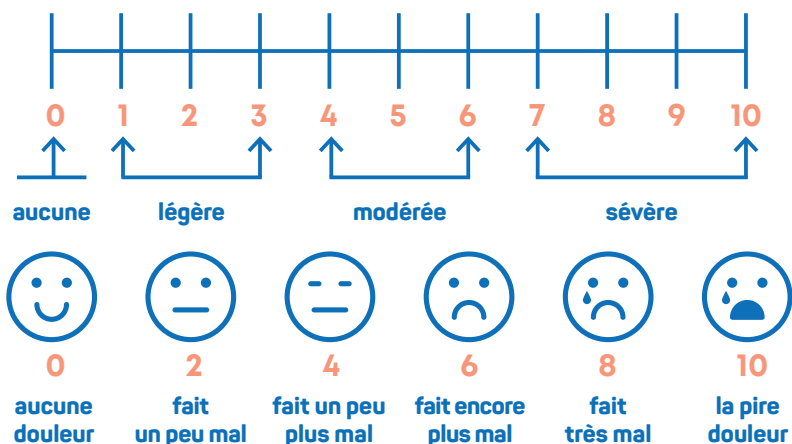 0 1 2 3 4 5 6 7 8 9 10
aucune légère modérée sévère
0 2 4 6 8 10
aucune fait fait un peu fait encore fait la pire
douleur un peu mal plus mal plus mal très mal douleur